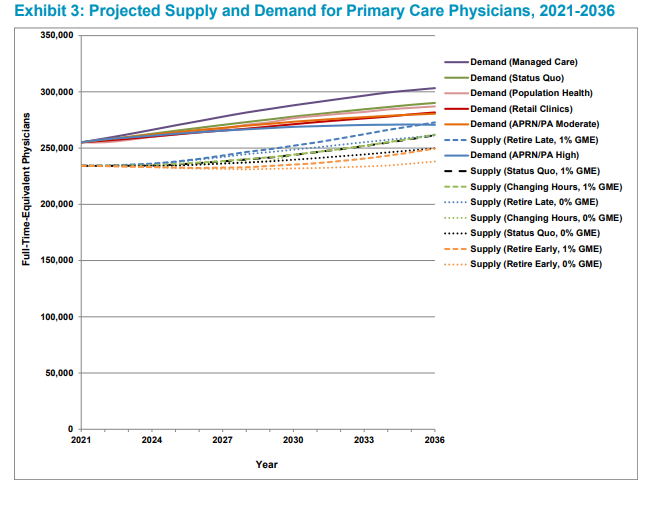 Exhibit 3: Projected Supply and Demand for Primary Care Physicians, 2021-2036
350,000
300,000
250,000
200,000
150,000
100,000
50,000
0
Full-Time-Equivalent Physicians
2021
2024
2027
2030
2033
2036
Year
Demand (Managed Care)
Demand (Status Quo)
Demand (Population Health)
Demand (Retail Clinics)
Demand (APRN/PA Moderate)
Supply (Retire Late, 1% GME)
Demand (APRN/PA High)
Supply (Status Quo, 1% GME)
Supply (Changing Hours, 1% GME)
Supply (Retire Late, 0% GME)
Supply (Changing Hours, 0% GME)
Supply (Status Quo, 0% GME)
Supply (Retire Early, 1% GME)
Supply (Retire Early, 0% GME)